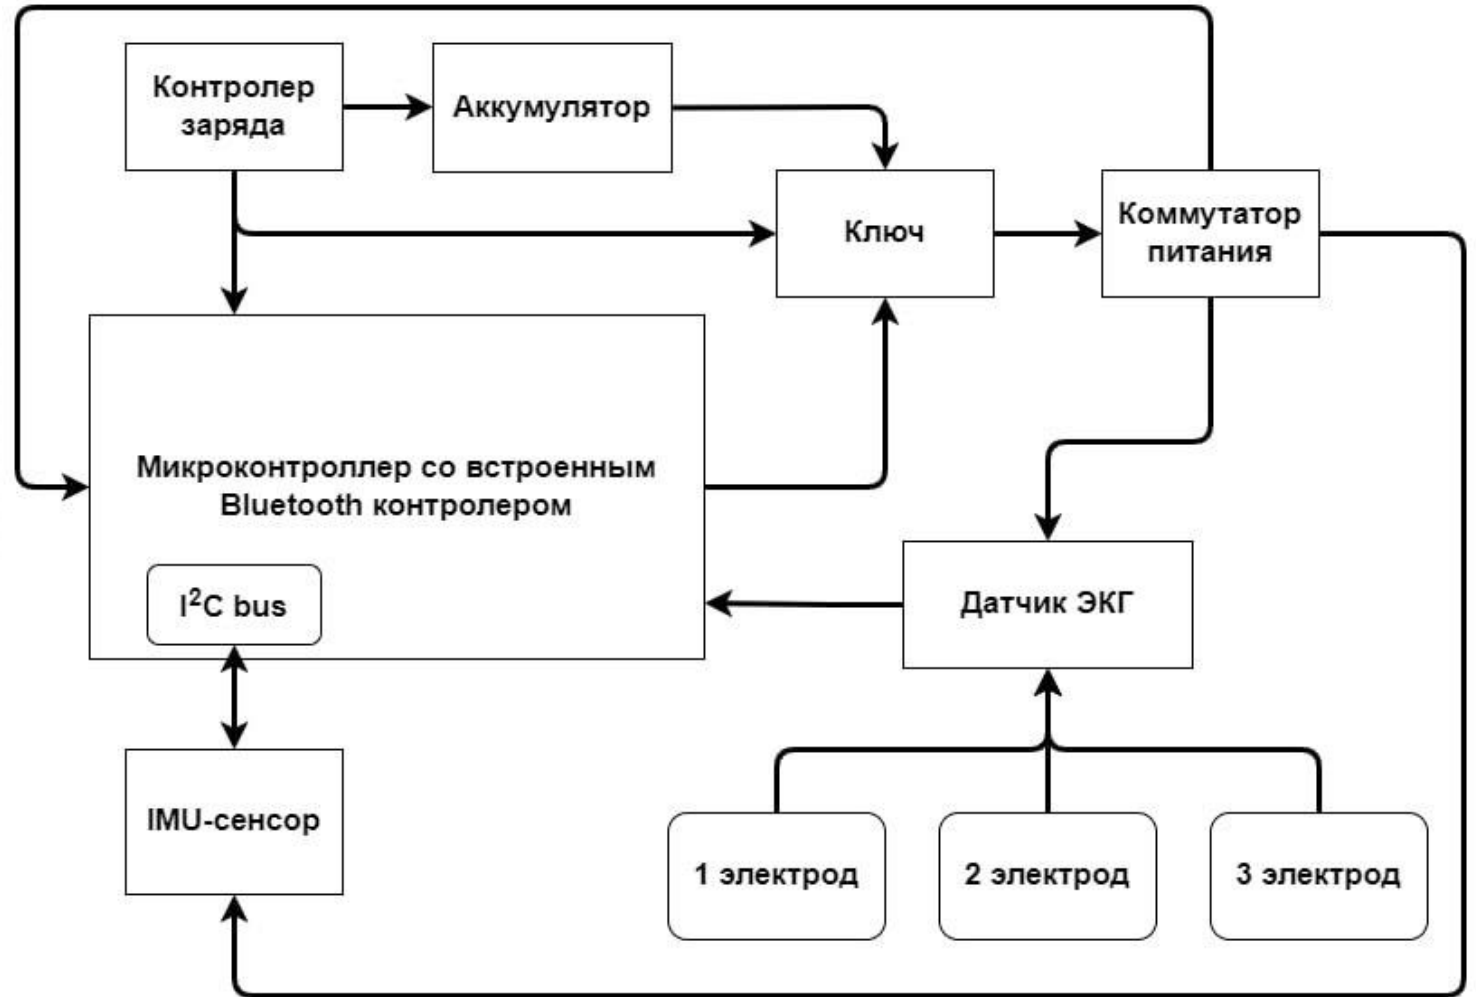 Контролер
заряда
Аккумулятор
Ключ
Коммутатор
питания
Микроконтроллер со встроенным
Bluetooth контролером
I²C bus
Датчик ЭКГ
IMU-сенсор
1 электрод
2 электрод
3 электрод